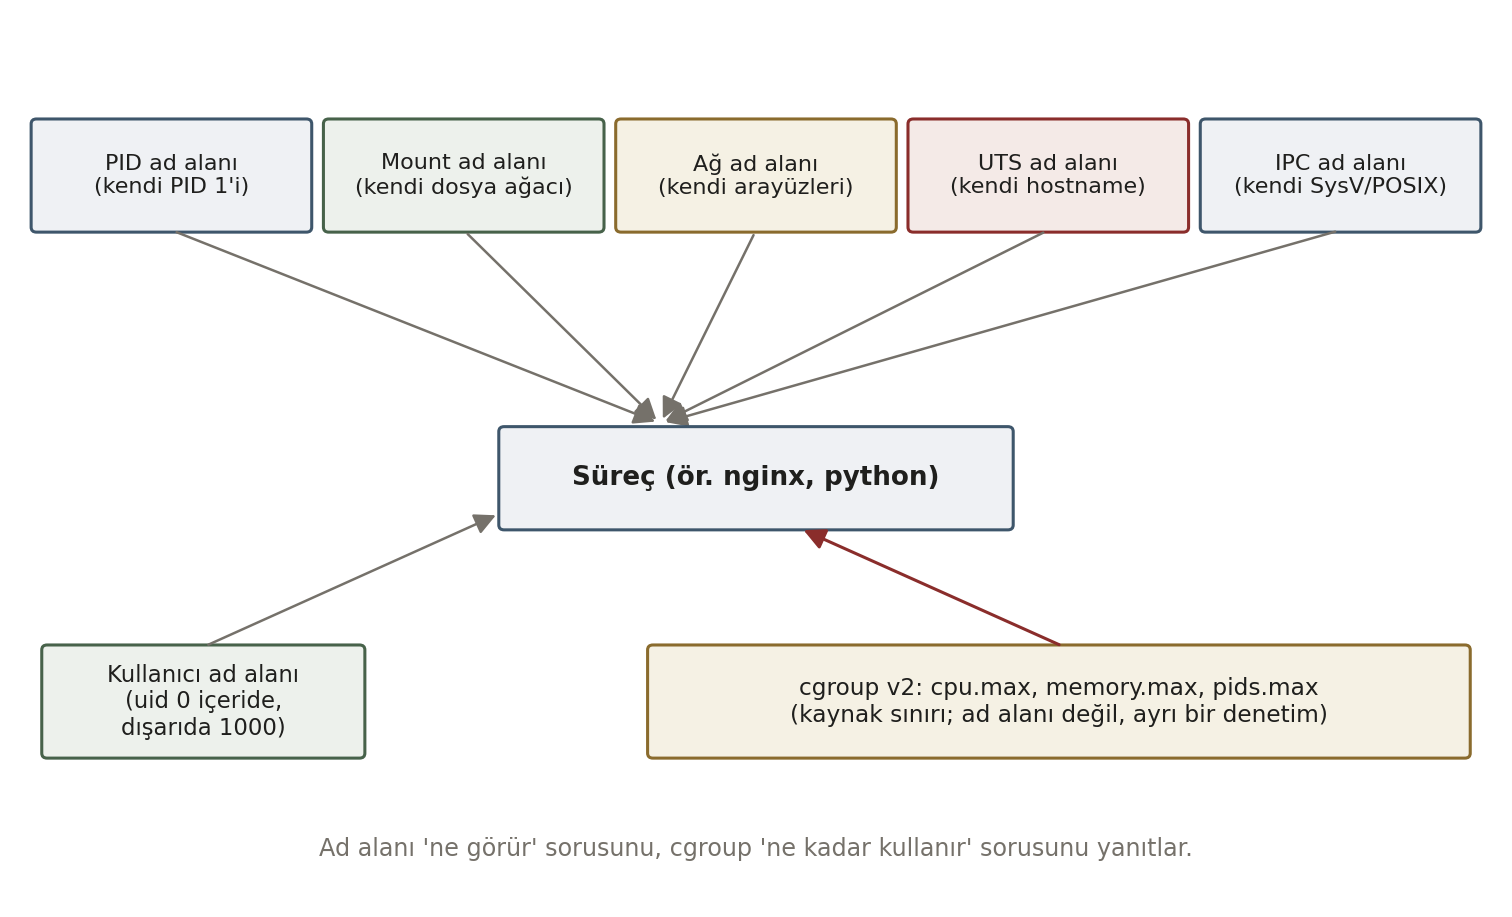 PID ad alanı
(kendi PID 1'i)
Mount ad alanı
(kendi dosya ağacı)
Ağ ad alanı
(kendi arayüzleri)
UTS ad alanı
(kendi hostname)
IPC ad alanı
(kendi SysV/POSIX)
Süreç (ör. nginx, python)
Kullanıcı ad alanı
(uid 0 içeride,
dışarıda 1000)
cgroup v2: cpu.max, memory.max, pids.max
(kaynak sınırı; ad alanı değil, ayrı bir denetim)
Ad alanı 'ne görür' sorusunu, cgroup 'ne kadar kullanır' sorusunu yanıtlar.